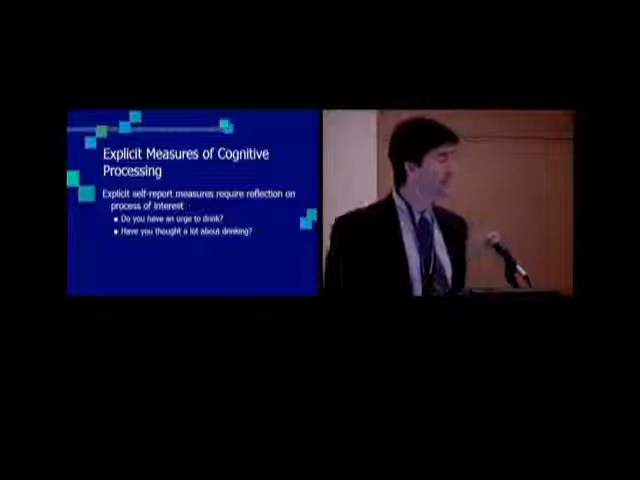 Explicit Measures of Cognitive
Processing
Explicit self-report measures require reflection on
process of interest
■ Do you have an urge to drink?
■ Have you thought a lot about drinking?